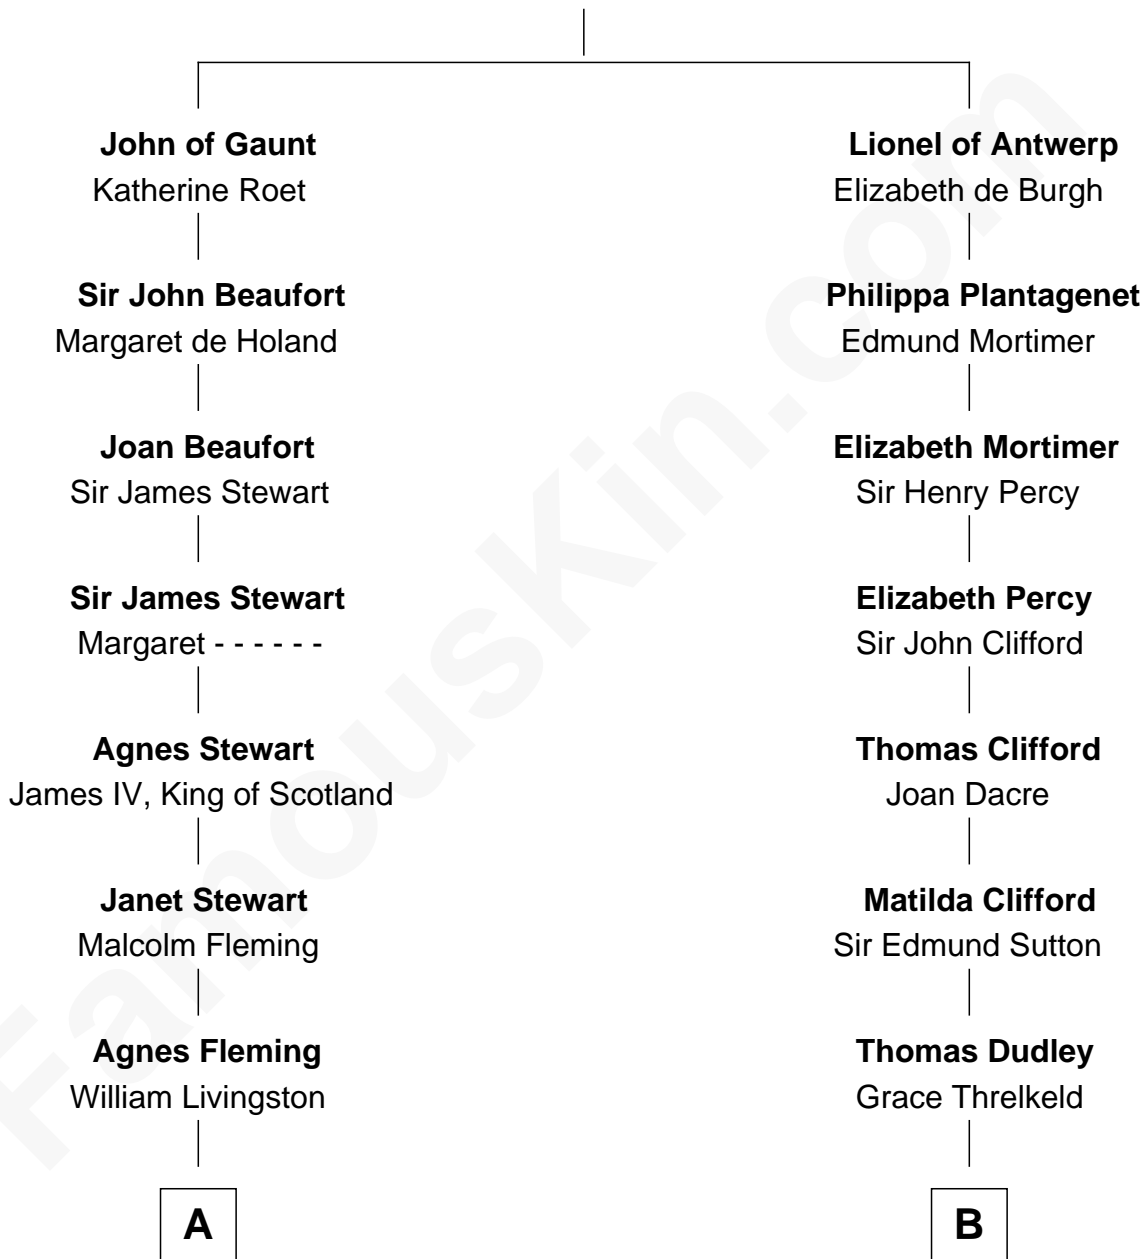 John of Gaunt
Katherine Roet
Sir John Beaufort
Margaret de Holand
Joan Beaufort
Sir James Stewart
Sir James Stewart
Margaret - - - - - -
Agnes Stewart
James IV, King of Scotland
Janet Stewart
Malcolm Fleming
Agnes Fleming
William Livingston
A
Lionel of Antwerp
Elizabeth de Burgh
Philippa Plantagenet
Edmund Mortimer
Elizabeth Mortimer
Sir Henry Percy
Elizabeth Percy
Sir John Clifford
Thomas Clifford
Joan Dacre
Matilda Clifford
Sir Edmund Sutton
Thomas Dudley
Grace Threlkeld
B
FamousKin.com